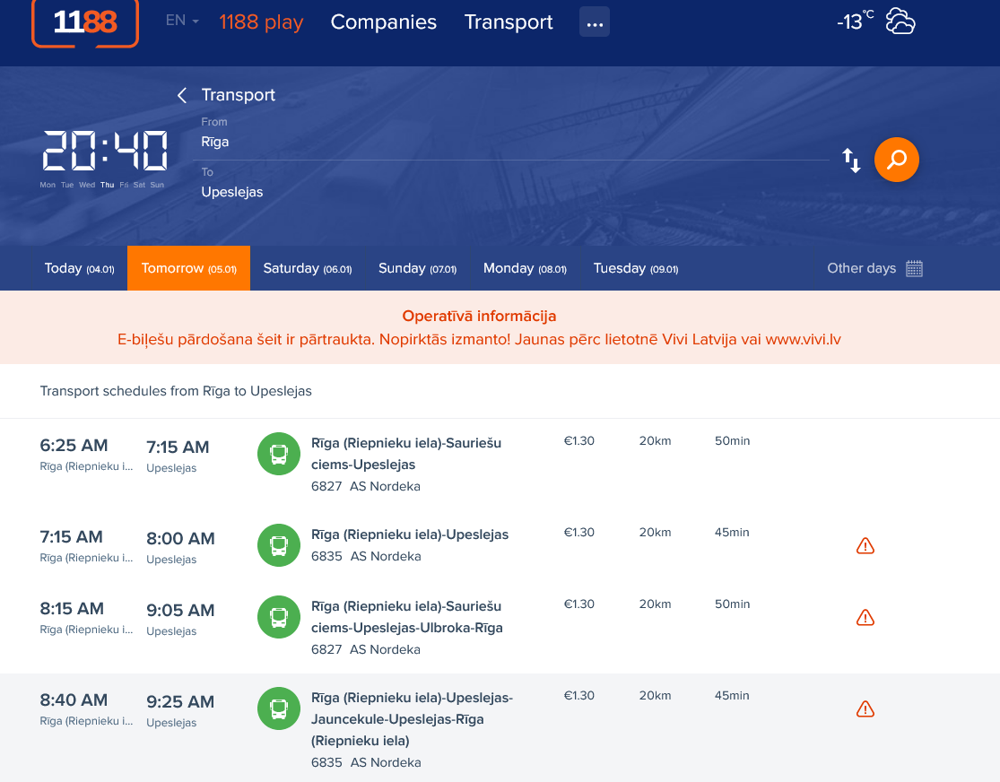 1188
EN
1188 play
Companies
Transport
...
-13°C
Transport
From
Rīga
20:40
Mon Tue Wed Thu Fri Sat Sun
To
Upeslejas
Today (04.01)
Tomorrow (05.01)
Saturday (06.01)
Sunday (07.01)
Monday (08.01)
Tuesday (09.01)
Other days
Operatīvā informācija
E-biļešu pārdošana šeit ir pārtraukta. Nopirktās izmanto! Jaunas pērc lietotnē Vivi Latvija vai www.vivi.lv
Transport schedules from Rīga to Upeslejas
6:25 AM
Rīga (Riepnieku i...
7:15 AM
Upeslejas
Rīga (Riepnieku iela)-Sauriešu
ciems-Upeslejas
6827 AS Nordeka
€1.30
20km
50min
7:15 AM
Rīga (Riepnieku i...
8:00 AM
Upeslejas
Rīga (Riepnieku iela)-Upeslejas
6835 AS Nordeka
€1.30
20km
45min
8:15 AM
Rīga (Riepnieku i...
9:05 AM
Upeslejas
Rīga (Riepnieku iela)-Sauriešu
ciems-Upeslejas-Ulbroka-Rīga
6827 AS Nordeka
€1.30
20km
50min
8:40 AM
Rīga (Riepnieku i...
9:25 AM
Upeslejas
Rīga (Riepnieku iela)-Upeslejas-
Jauncekule-Upeslejas-Rīga
(Riepnieku iela)
6835 AS Nordeka
€1.30
20km
45min